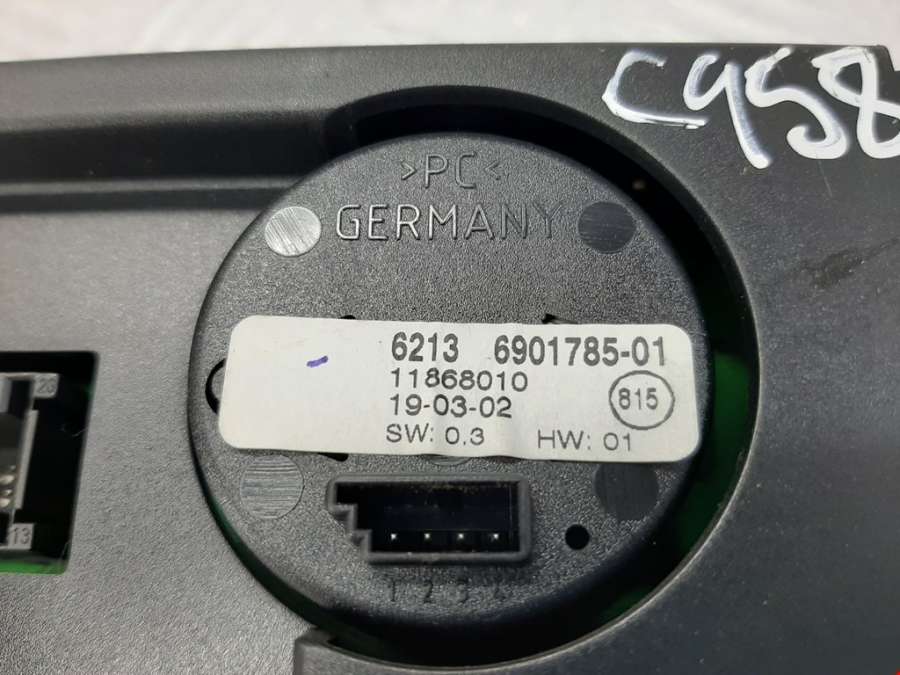 C958
>PC<
GERMANY
6213 6901785-01
11868010
19-03-02
815
SW: 0.3 HW: 01
13
1 2 3 4